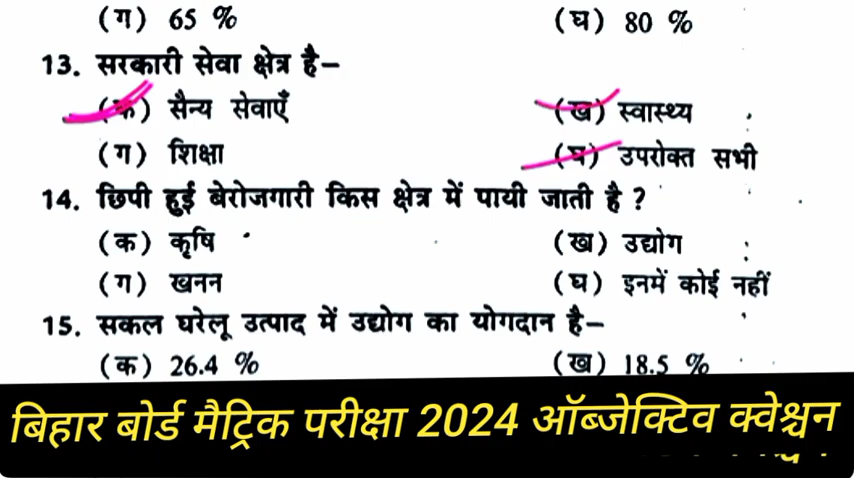 (ग) 65 % (घ) 80 %
13. सरकारी सेवा क्षेत्र है–
(क) सैन्य सेवाएँ (ख) स्वास्थ्य
(ग) शिक्षा (घ) उपरोक्त सभी
14. छिपी हुई बेरोजगारी किस क्षेत्र में पायी जाती है ?
(क) कृषि (ख) उद्योग
(ग) खनन (घ) इनमें कोई नहीं
15. सकल घरेलू उत्पाद में उद्योग का योगदान है–
(क) 26.4 % (ख) 18.5 %
बिहार बोर्ड मैट्रिक परीक्षा 2024 ऑब्जेक्टिव क्वेश्चन